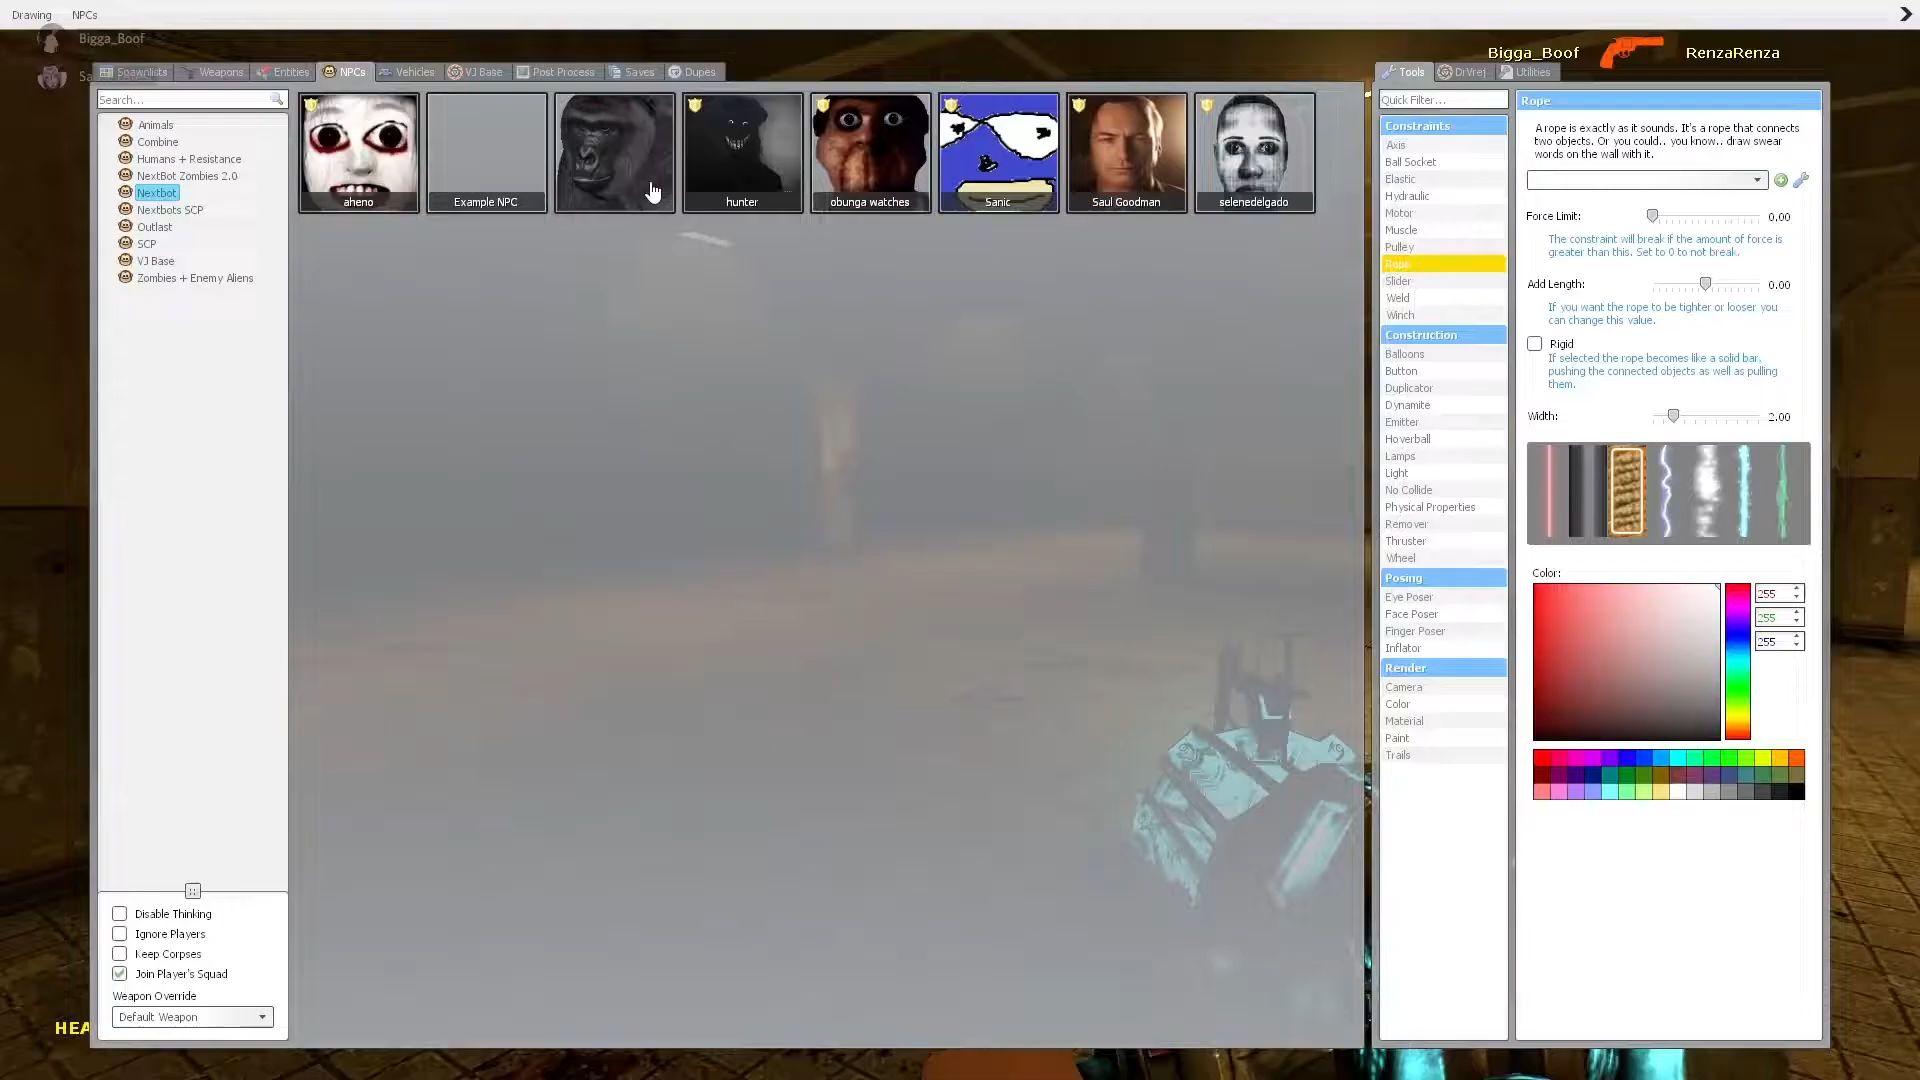 Drawing NPCs
Bigga_Boof
Bigga_Boof RenzaRenza
Sa
Spawnlists Weapons Entities NPCs Vehicles VJ Base Post Process Saves Dupes
Tools DrVrej Utilities
Search...
Animals
Combine
Humans + Resistance
NextBot Zombies 2.0
Nextbot
Nextbots SCP
Outlast
SCP
VJ Base
Zombies + Enemy Aliens
aheno
Example NPC
hunter
obunga watches
Sanic
Saul Goodman
selenedelgado
Disable Thinking
Ignore Players
Keep Corpses
Join Player's Squad
Weapon Override
Default Weapon
HEA
Quick Filter...
Constraints
Axis
Ball Socket
Elastic
Hydraulic
Motor
Muscle
Pulley
Rope
Slider
Weld
Winch
Construction
Balloons
Button
Duplicator
Dynamite
Emitter
Hoverball
Lamps
Light
No Collide
Physical Properties
Remover
Thruster
Wheel
Posing
Eye Poser
Face Poser
Finger Poser
Inflator
Render
Camera
Color
Material
Paint
Trails
Rope
A rope is exactly as it sounds. It's a rope that connects
two objects. Or you could.. you know.. draw swear
words on the wall with it.
Force Limit: 0.00
The constraint will break if the amount of force is
greater than this. Set to 0 to not break.
Add Length: 0.00
If you want the rope to be tighter or looser you
can change this value.
Rigid
If selected the rope becomes like a solid bar,
pushing the connected objects as well as pulling
them.
Width: 2.00
Color:
255
255
255